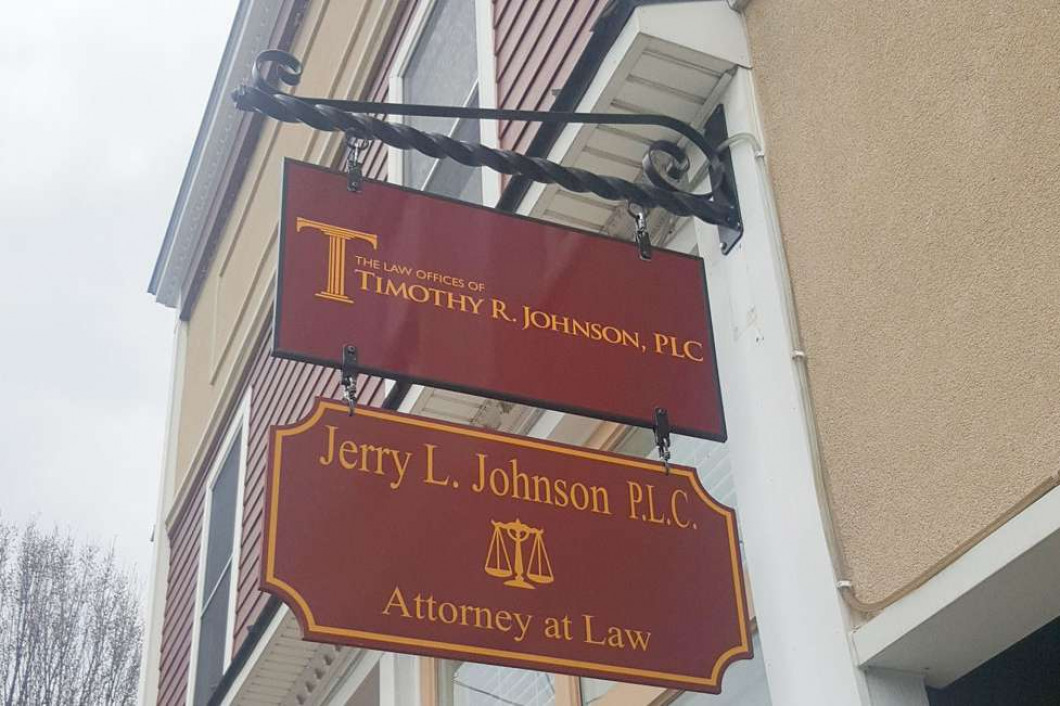 THE LAW OFFICES OF
TIMOTHY R. JOHNSON, PLC
Jerry L. Johnson P.L.C.
Attorney at Law